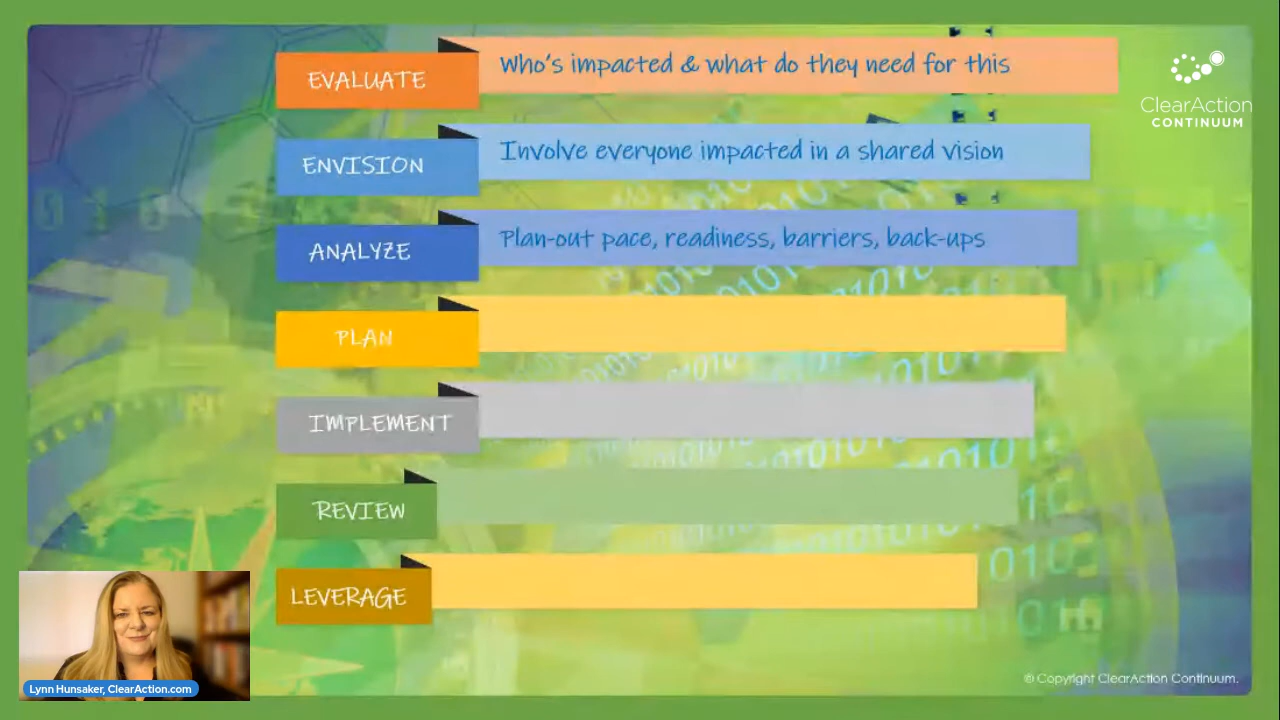 EVALUATE
Who's impacted & what do they need for this
ClearAction
CONTINUUM
ENVISION
Involve everyone impacted in a shared vision
ANALYZE
Plan-out pace, readiness, barriers, back-ups
PLAN
IMPLEMENT
REVIEW
LEVERAGE
Lynn Hunsaker, ClearAction.com
© Copyright ClearAction Continuum.